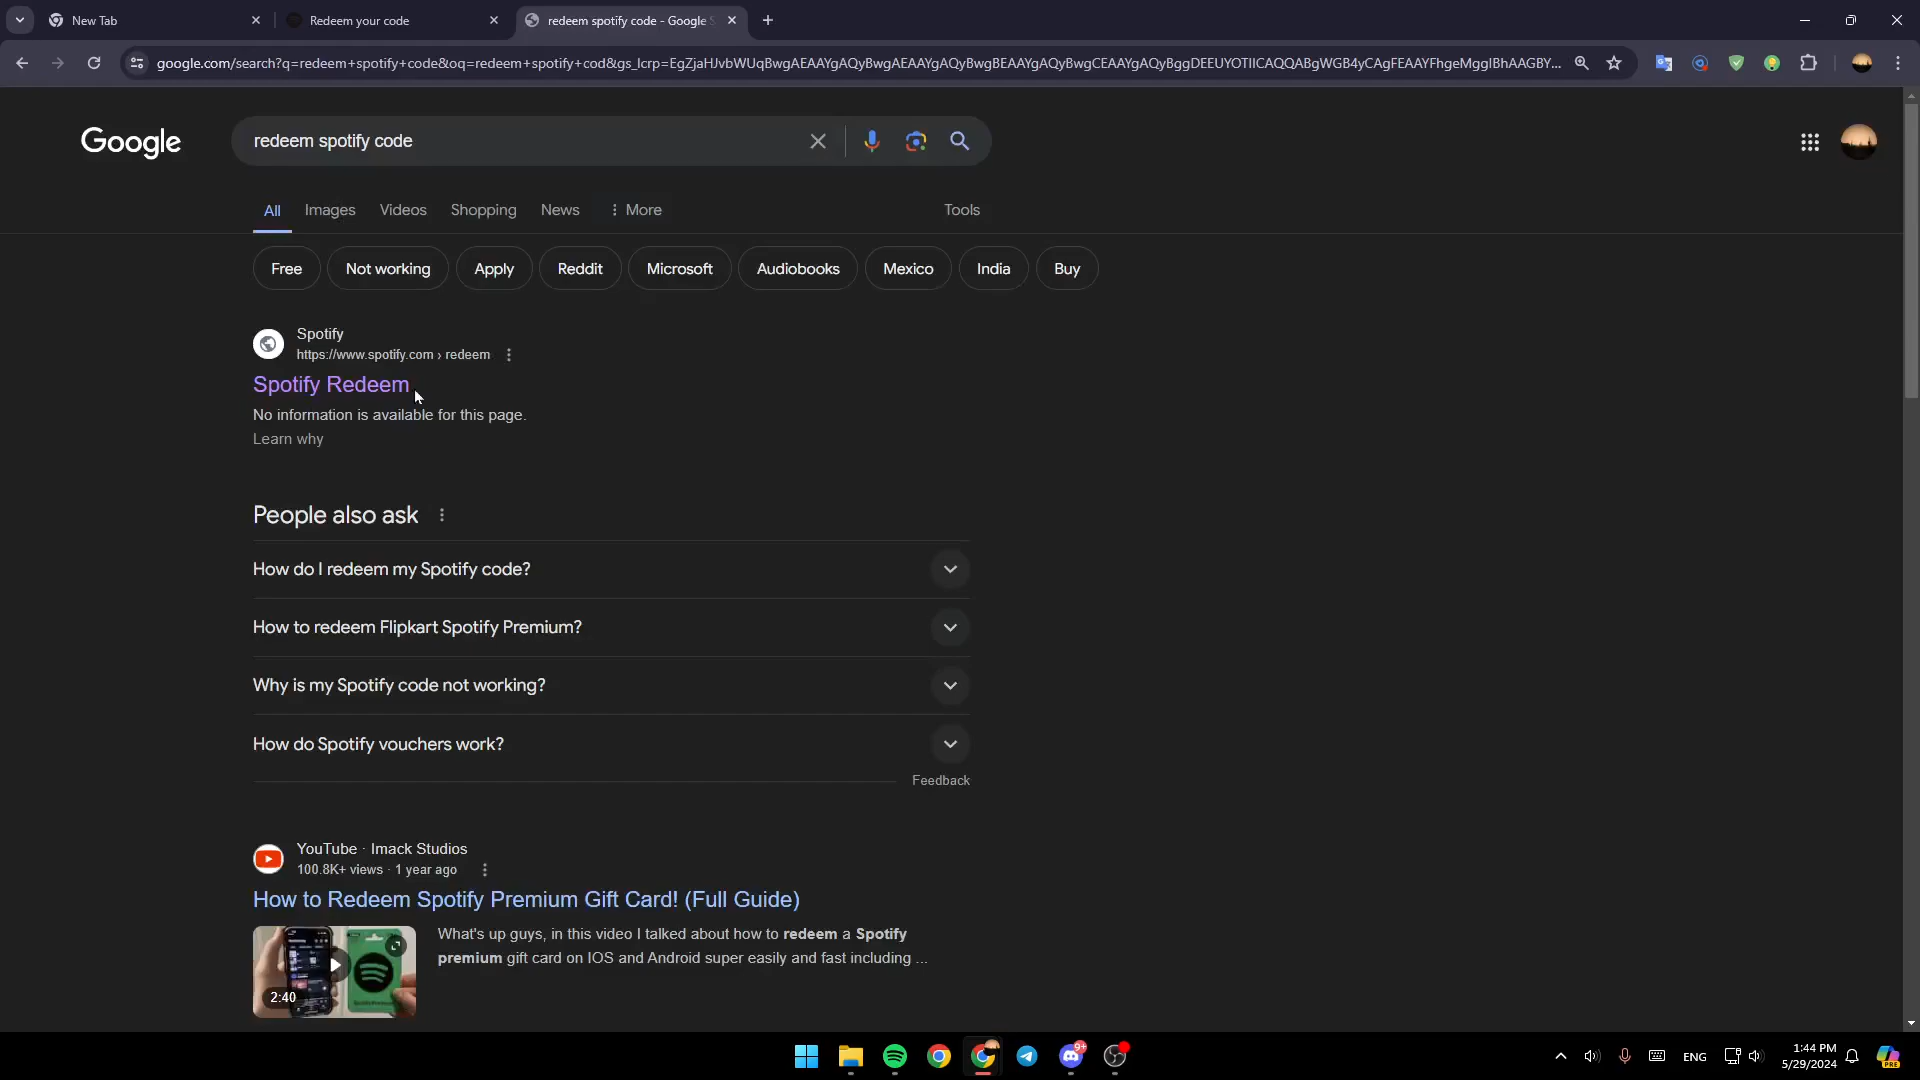 New Tab
Redeem your code
redeem spotify code - Google S
google.com/search?q=redeem+spotify+code&oq=redeem+spotify+cod&gs_lcrp=EgZjaHJvbWUqBwgAEAAYgAQyBwgAEAAYgAQyBwgBEAAYgAQyBwgCEAAYgAQyBggDEEUYOTIICAQQABgWGB4yCAgFEAAYFhgeMggIBhAAGBY...
Google
redeem spotify code
All
Images
Videos
Shopping
News
More
Tools
Free
Not working
Apply
Reddit
Microsoft
Audiobooks
Mexico
India
Buy
Spotify
https://www.spotify.com › redeem
Spotify Redeem
No information is available for this page.
Learn why
People also ask
How do I redeem my Spotify code?
How to redeem Flipkart Spotify Premium?
Why is my Spotify code not working?
How do Spotify vouchers work?
Feedback
YouTube · Imack Studios
100.8K+ views · 1 year ago
How to Redeem Spotify Premium Gift Card! (Full Guide)
What's up guys, in this video I talked about how to redeem a Spotify
premium gift card on IOS and Android super easily and fast including ...
2:40
9+
ENG
1:44 PM
5/29/2024
PRE